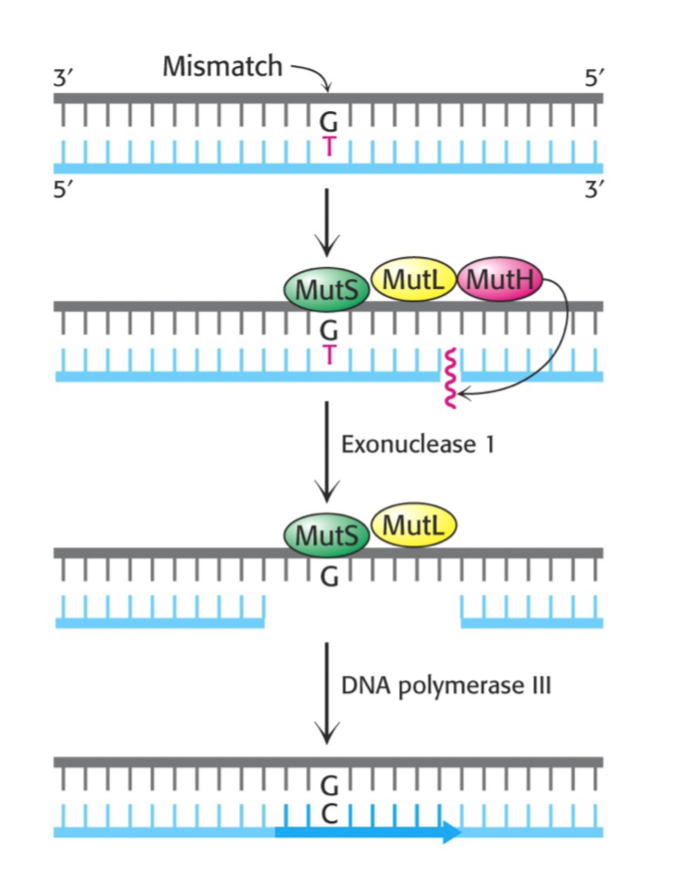 Mismatch
3′ 5′
G
T
5′ 3′
MutS MutL MutH
G
T
Exonuclease 1
MutS MutL
G
DNA polymerase III
G
C